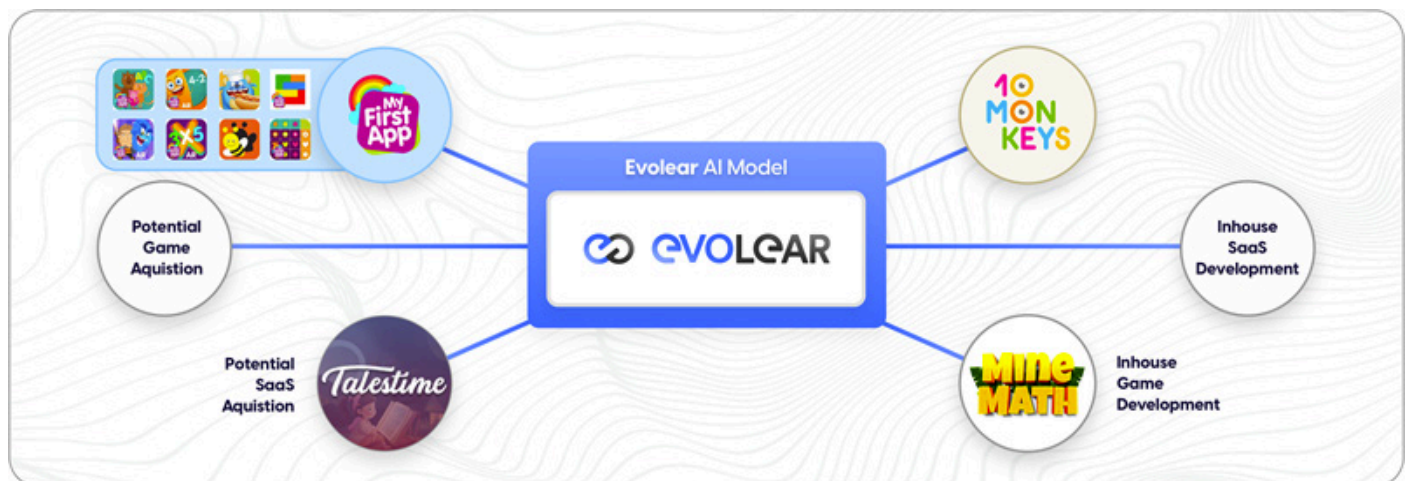 My
First
App
10
MON
KEYS
Evolear AI Model
evolear
Potential
Game
Aquistion
Inhouse
SaaS
Development
Potential
SaaS
Aquistion
Talestime
Mine
MATH
Inhouse
Game
Development